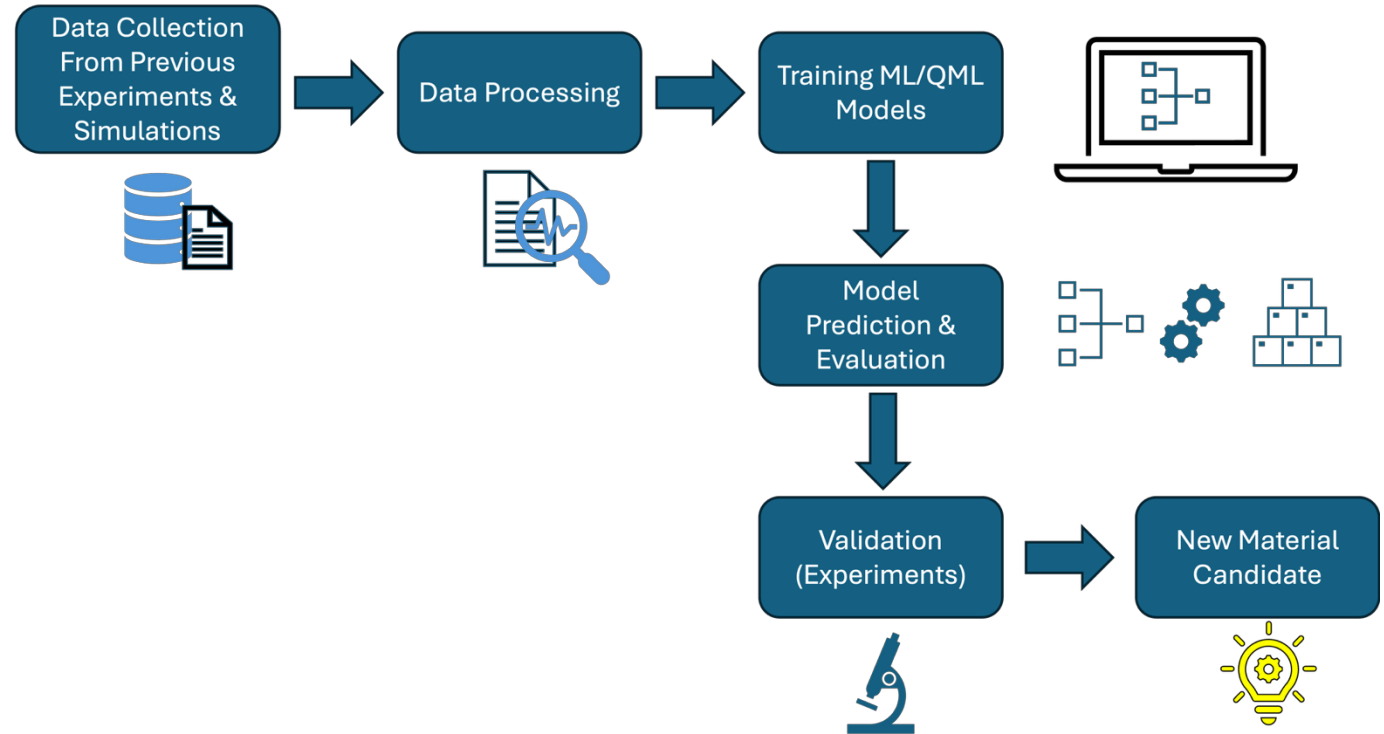 Data Collection
From Previous
Experiments &
Simulations
Data Processing
Training ML/QML
Models
Model
Prediction &
Evaluation
Validation
(Experiments)
New Material
Candidate